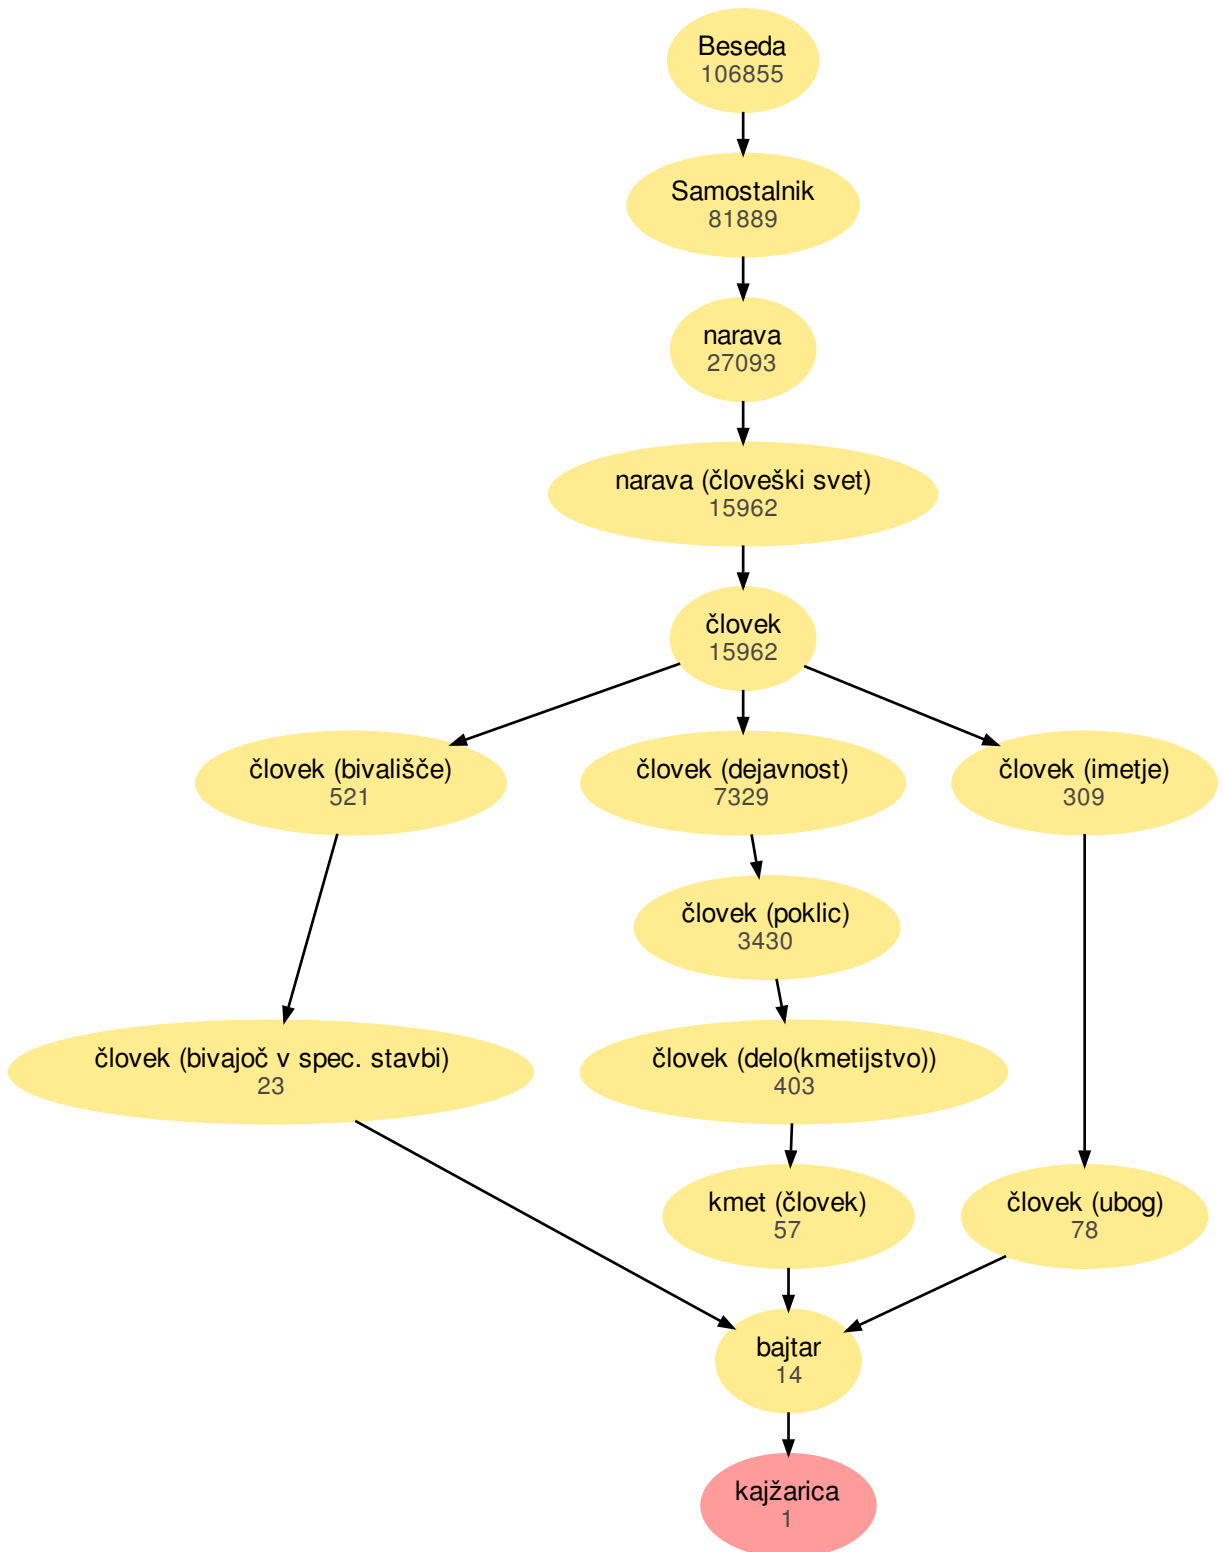 Beseda
106855
Samostalnik
81889
narava
27093
narava (človeški svet)
15962
človek
15962
človek (bivališče)
521
človek (dejavnost)
7329
človek (imetje)
309
človek (poklic)
3430
človek (bivajoč v spec. stavbi)
23
človek (delo(kmetijstvo))
403
kmet (človek)
57
človek (ubog)
78
bajtar
14
kajžarica
1